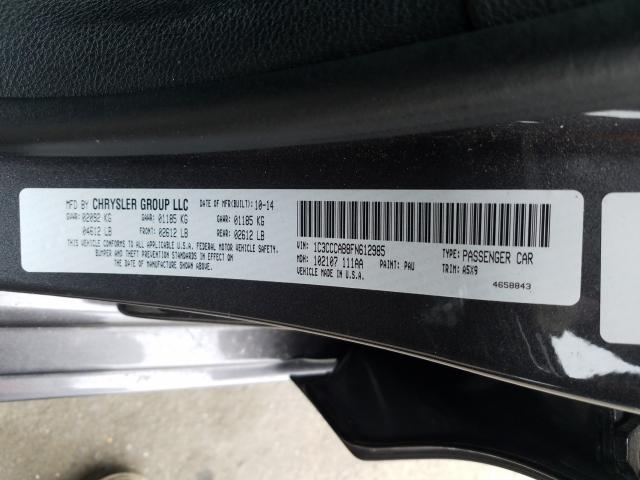 MFD BY CHRYSLER GROUP LLC DATE OF MFR(BUILT): 10-14
GVWR: 02092 KG GAWR: 01185 KG GAWR: 01185 KG
04612 LB FRONT: 02612 LB REAR: 02612 LB
THIS VEHICLE CONFORMS TO ALL APPLICABLE U.S.A. FEDERAL MOTOR VEHICLE SAFETY,
BUMPER AND THEFT PREVENTION STANDARDS IN EFFECT ON
THE DATE OF MANUFACTURE SHOWN ABOVE.
VIN: 1C3CCCAB8FN612985 TYPE: PASSENGER CAR
MDH: 102107 111AA PAINT: PAU TRIM: A5X9
VEHICLE MADE IN U.S.A.
4658843